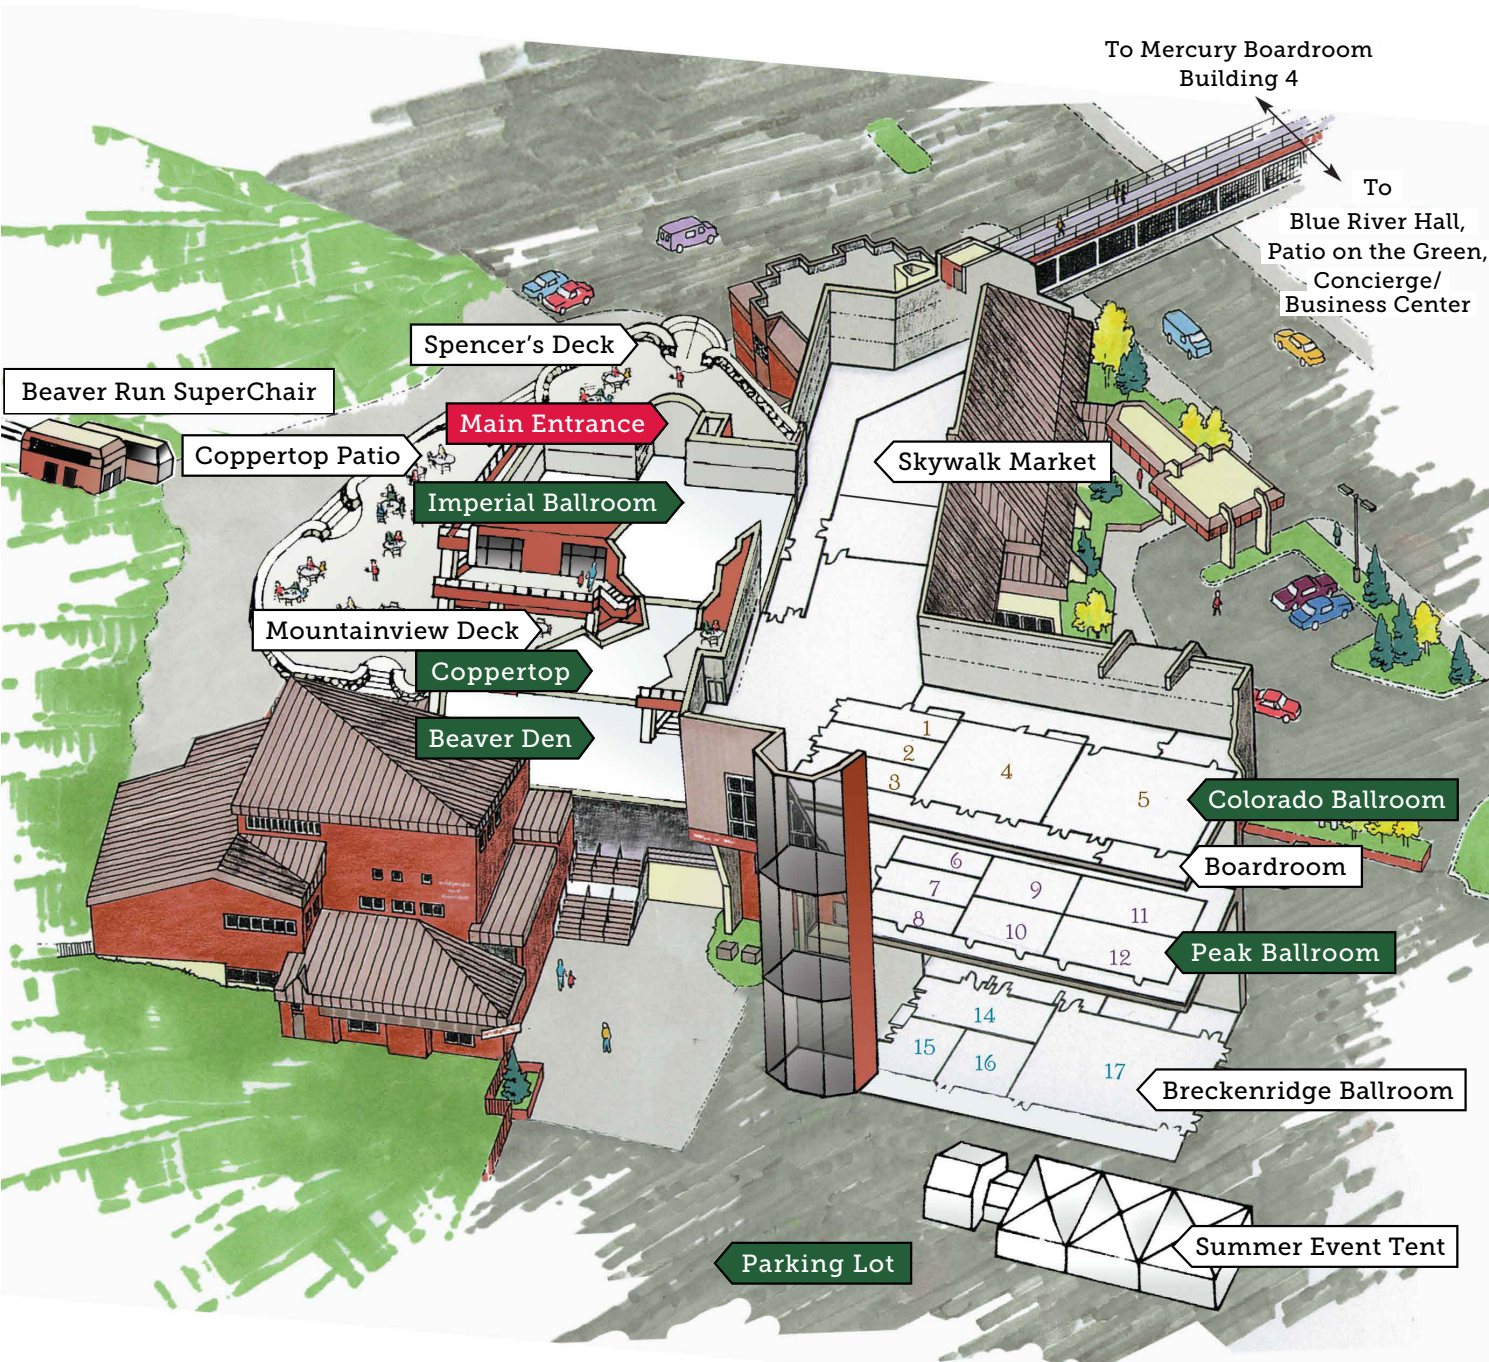 To Mercury Boardroom
Building 4
To
Blue River Hall,
Patio on the Green,
Concierge/
Business Center
Spencer's Deck
Beaver Run SuperChair
Main Entrance
Coppertop Patio
Skywalk Market
Imperial Ballroom
Mountainview Deck
Coppertop
Beaver Den
1
2
3
4
5
Colorado Ballroom
Boardroom
6
7
8
9
10
11
12
Peak Ballroom
14
15
16
17
Breckenridge Ballroom
Summer Event Tent
Parking Lot